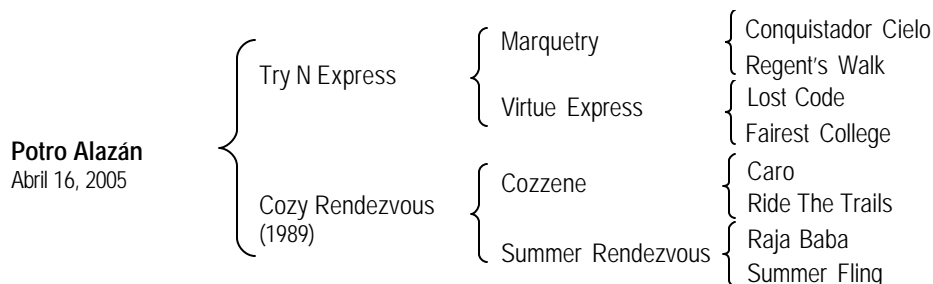 Conquistador Cielo
Marquetry
Regent's Walk
Try N Express
Lost Code
Virtue Express
Fairest College
Potro Alazán
Abril 16, 2005
Caro
Cozzene
Ride The Trails
Cozy Rendezvous
(1989)
Raja Baba
Summer Rendezvous
Summer Fling